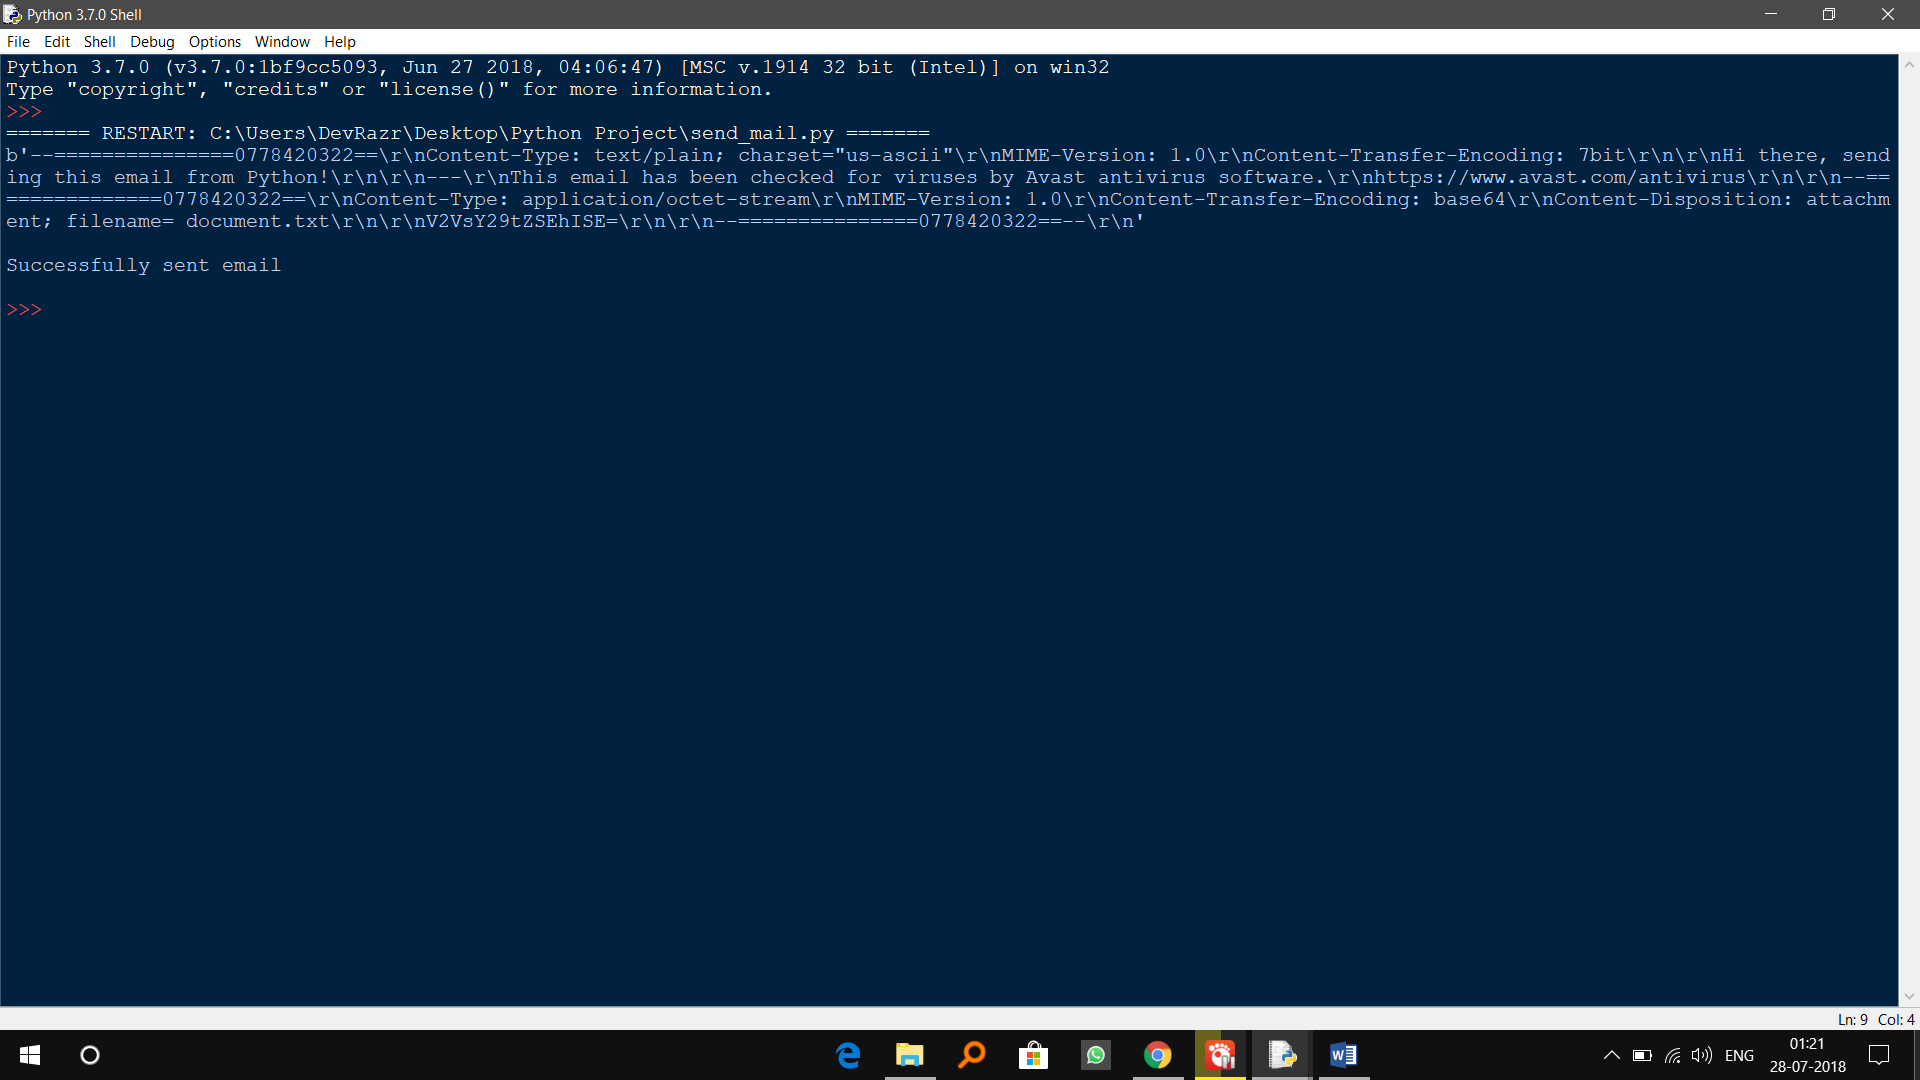 Python 3.7.0 Shell
File Edit Shell Debug Options Window Help
Python 3.7.0 (v3.7.0:1bf9cc5093, Jun 27 2018, 04:06:47) [MSC v.1914 32 bit (Intel)] on win32
Type "copyright", "credits" or "license()" for more information.
>>>
======= RESTART: C:\Users\DevRazr\Desktop\Python Project\send_mail.py =======
b'--===============0778420322==\r\nContent-Type: text/plain; charset="us-ascii"\r\nMIME-Version: 1.0\r\nContent-Transfer-Encoding: 7bit\r\n\r\nHi there, send
ing this email from Python!\r\n\r\n---\r\nThis email has been checked for viruses by Avast antivirus software.\r\nhttps://www.avast.com/antivirus\r\n\r\n--==
=============0778420322==\r\nContent-Type: application/octet-stream\r\nMIME-Version: 1.0\r\nContent-Transfer-Encoding: base64\r\nContent-Disposition: attachm
ent; filename= document.txt\r\n\r\nV2VsY29tZSEhISE=\r\n\r\n--===============0778420322==--\r\n'
Successfully sent email
>>>
Ln: 9 Col: 4
ENG
01:21
28-07-2018